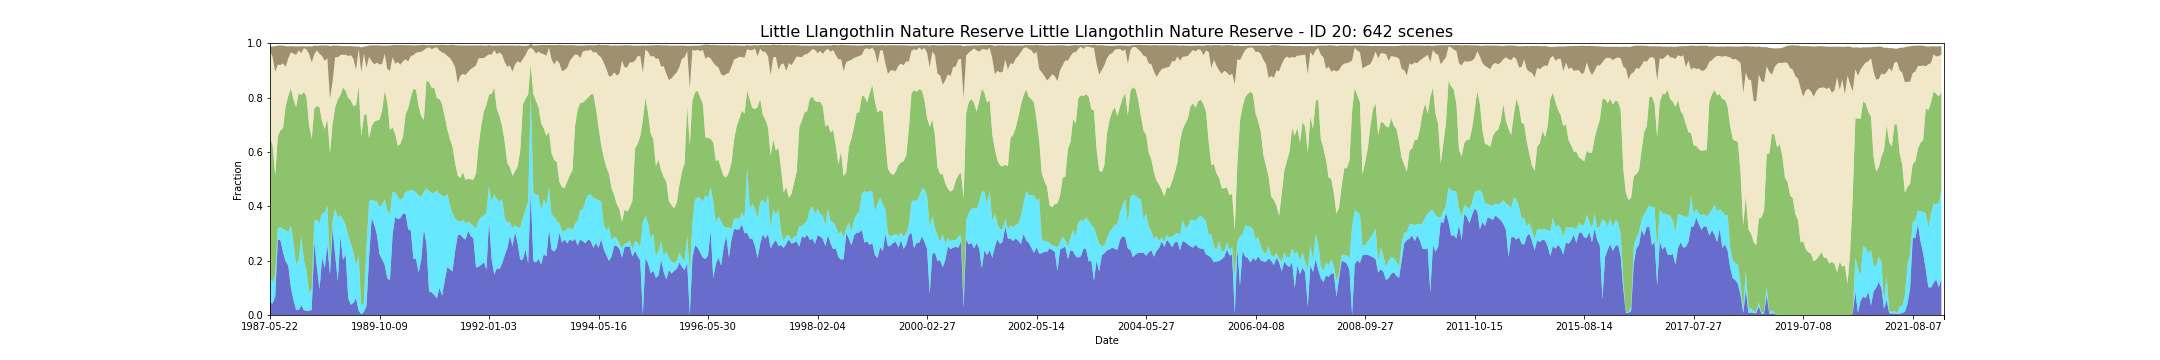 Little Llangothlin Nature Reserve Little Llangothlin Nature Reserve - ID 20: 642 scenes
1.0
0.8
0.6
0.4
0.2
0.0
Fraction
1987-05-22 1989-10-09 1992-01-03 1994-05-16 1996-05-30 1998-02-04 2000-02-27 2002-05-14 2004-05-27 2006-04-08 2008-09-27 2011-10-15 2015-08-14 2017-07-27 2019-07-08 2021-08-07
Date